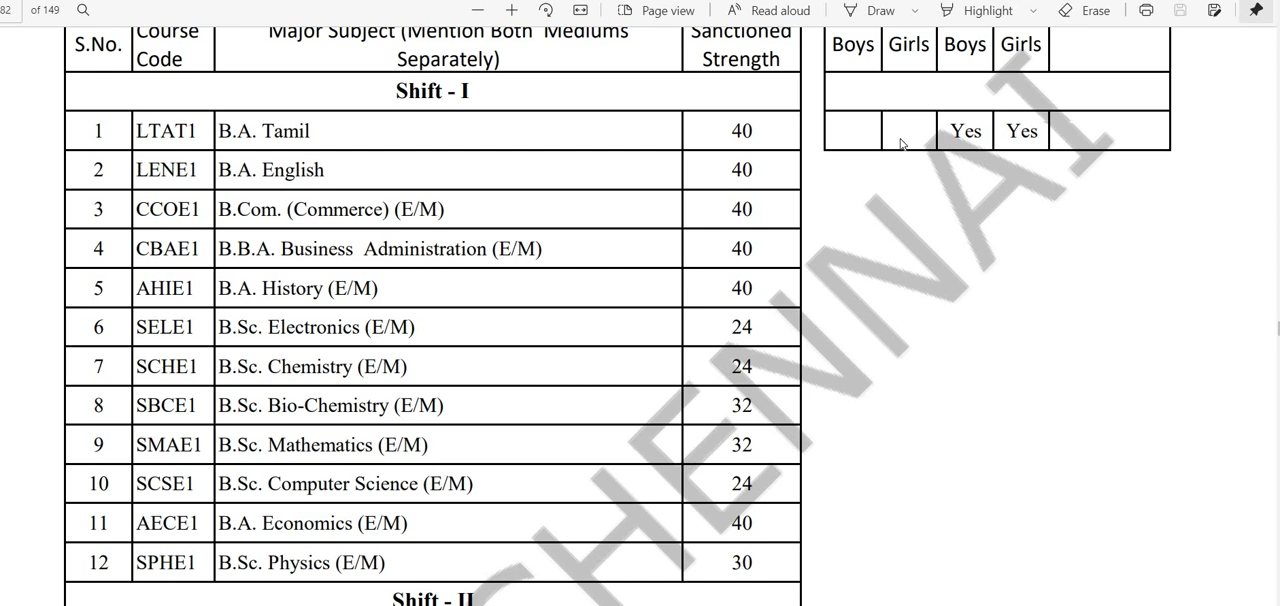 82 of 149 Page view Read aloud Draw Highlight Erase
S.No. Course Code Major Subject (Mention Both Mediums Separately) Sanctioned Strength Boys Girls Boys Girls
Shift - I
1 LTAT1 B.A. Tamil 40 Yes Yes
2 LENE1 B.A. English 40
3 CCOE1 B.Com. (Commerce) (E/M) 40
4 CBAE1 B.B.A. Business Administration (E/M) 40
5 AHIE1 B.A. History (E/M) 40
6 SELE1 B.Sc. Electronics (E/M) 24
7 SCHE1 B.Sc. Chemistry (E/M) 24
8 SBCE1 B.Sc. Bio-Chemistry (E/M) 32
9 SMAE1 B.Sc. Mathematics (E/M) 32
10 SCSE1 B.Sc. Computer Science (E/M) 24
11 AECE1 B.A. Economics (E/M) 40
12 SPHE1 B.Sc. Physics (E/M) 30
Shift - II
CHENNAI